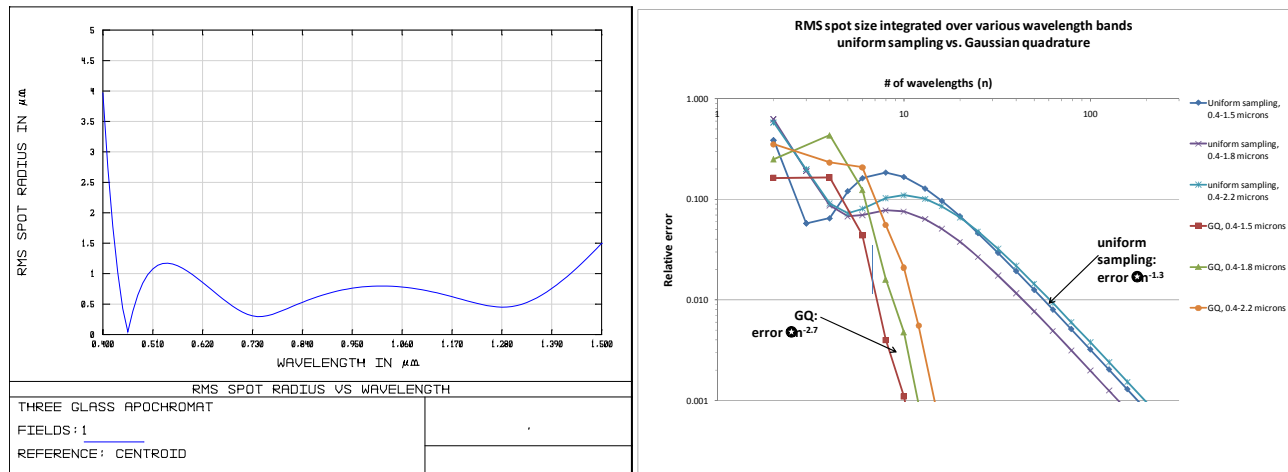 5
4.5
4
3.5
3
2.5
2
1.5
1
0.5
0
RMS SPOT RADIUS IN µm
0.400 0.510 0.620 0.730 0.840 0.950 1.060 1.170 1.280 1.390 1.500
WAVELENGTH IN µm
RMS SPOT RADIUS VS WAVELENGTH
THREE GLASS APOCHROMAT
FIELDS:1
REFERENCE: CENTROID
RMS spot size integrated over various wavelength bands
uniform sampling vs. Gaussian quadrature
# of wavelengths (n)
1.000
0.100
0.010
0.001
1 10 100
Relative error
uniform
sampling:
error ✪n-1.3
GQ:
error ✪n-2.7
Uniform sampling,
0.4-1.5 microns
uniform sampling,
0.4-1.8 microns
uniform sampling,
0.4-2.2 microns
GQ, 0.4-1.5 microns
GQ, 0.4-1.8 microns
GQ, 0.4-2.2 microns